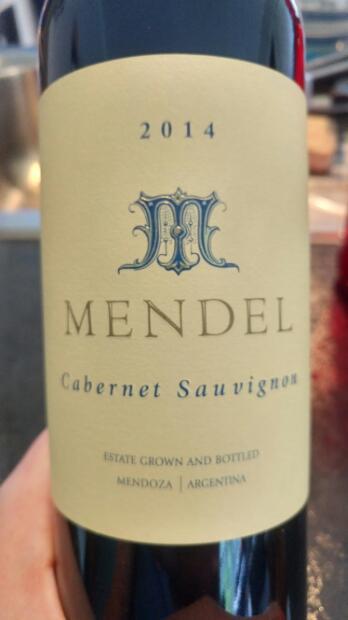 2014
M
MENDEL
Cabernet Sauvignon
ESTATE GROWN AND BOTTLED
MENDOZA | ARGENTINA